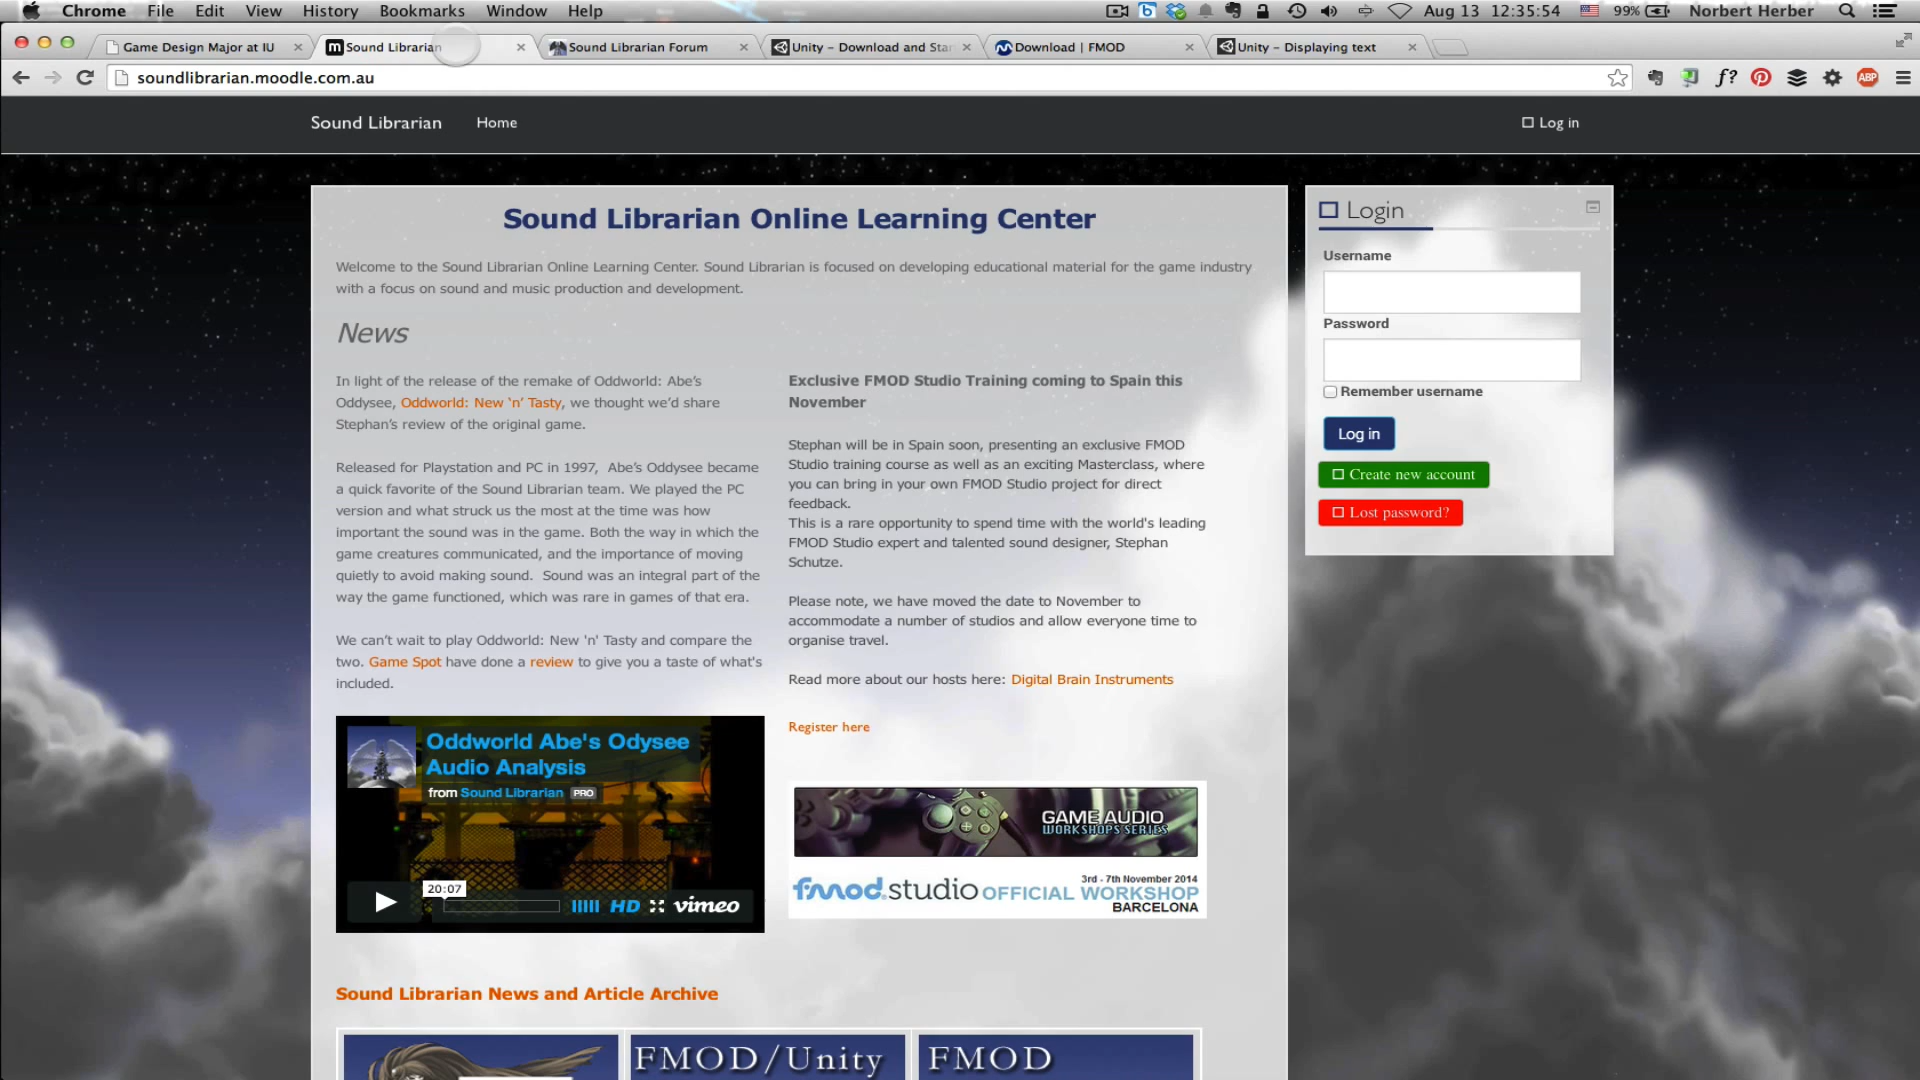 Chrome File Edit View History Bookmarks Window Help Aug 13 12:35:54 99% Norbert Herber
Game Design Major at IU Sound Librarian Sound Librarian Forum Unity - Download and Star Download | FMOD Unity - Displaying text
soundlibrarian.moodle.com.au f? ABP
Sound Librarian Home Log in
Sound Librarian Online Learning Center
Welcome to the Sound Librarian Online Learning Center. Sound Librarian is focused on developing educational material for the game industry
with a focus on sound and music production and development.
News
In light of the release of the remake of Oddworld: Abe’s
Oddysee, Oddworld: New ‘n’ Tasty, we thought we’d share
Stephan’s review of the original game.
Released for Playstation and PC in 1997, Abe’s Oddysee became
a quick favorite of the Sound Librarian team. We played the PC
version and what struck us the most at the time was how
important the sound was in the game. Both the way in which the
game creatures communicated, and the importance of moving
quietly to avoid making sound. Sound was an integral part of the
way the game functioned, which was rare in games of that era.
We can’t wait to play Oddworld: New 'n' Tasty and compare the
two. Game Spot have done a review to give you a taste of what's
included.
Oddworld Abe's Odysee
Audio Analysis
from Sound Librarian PRO
20:07
HD vimeo
Exclusive FMOD Studio Training coming to Spain this
November
Stephan will be in Spain soon, presenting an exclusive FMOD
Studio training course as well as an exciting Masterclass, where
you can bring in your own FMOD Studio project for direct
feedback.
This is a rare opportunity to spend time with the world's leading
FMOD Studio expert and talented sound designer, Stephan
Schutze.
Please note, we have moved the date to November to
accommodate a number of studios and allow everyone time to
organise travel.
Read more about our hosts here: Digital Brain Instruments
Register here
GAME AUDIO
WORKSHOPS SERIES
3rd - 7th November 2014
fmod.studio OFFICIAL WORKSHOP
BARCELONA
Sound Librarian News and Article Archive
FMOD/Unity
FMOD
Login
Username
Password
Remember username
Log in
Create new account
Lost password?